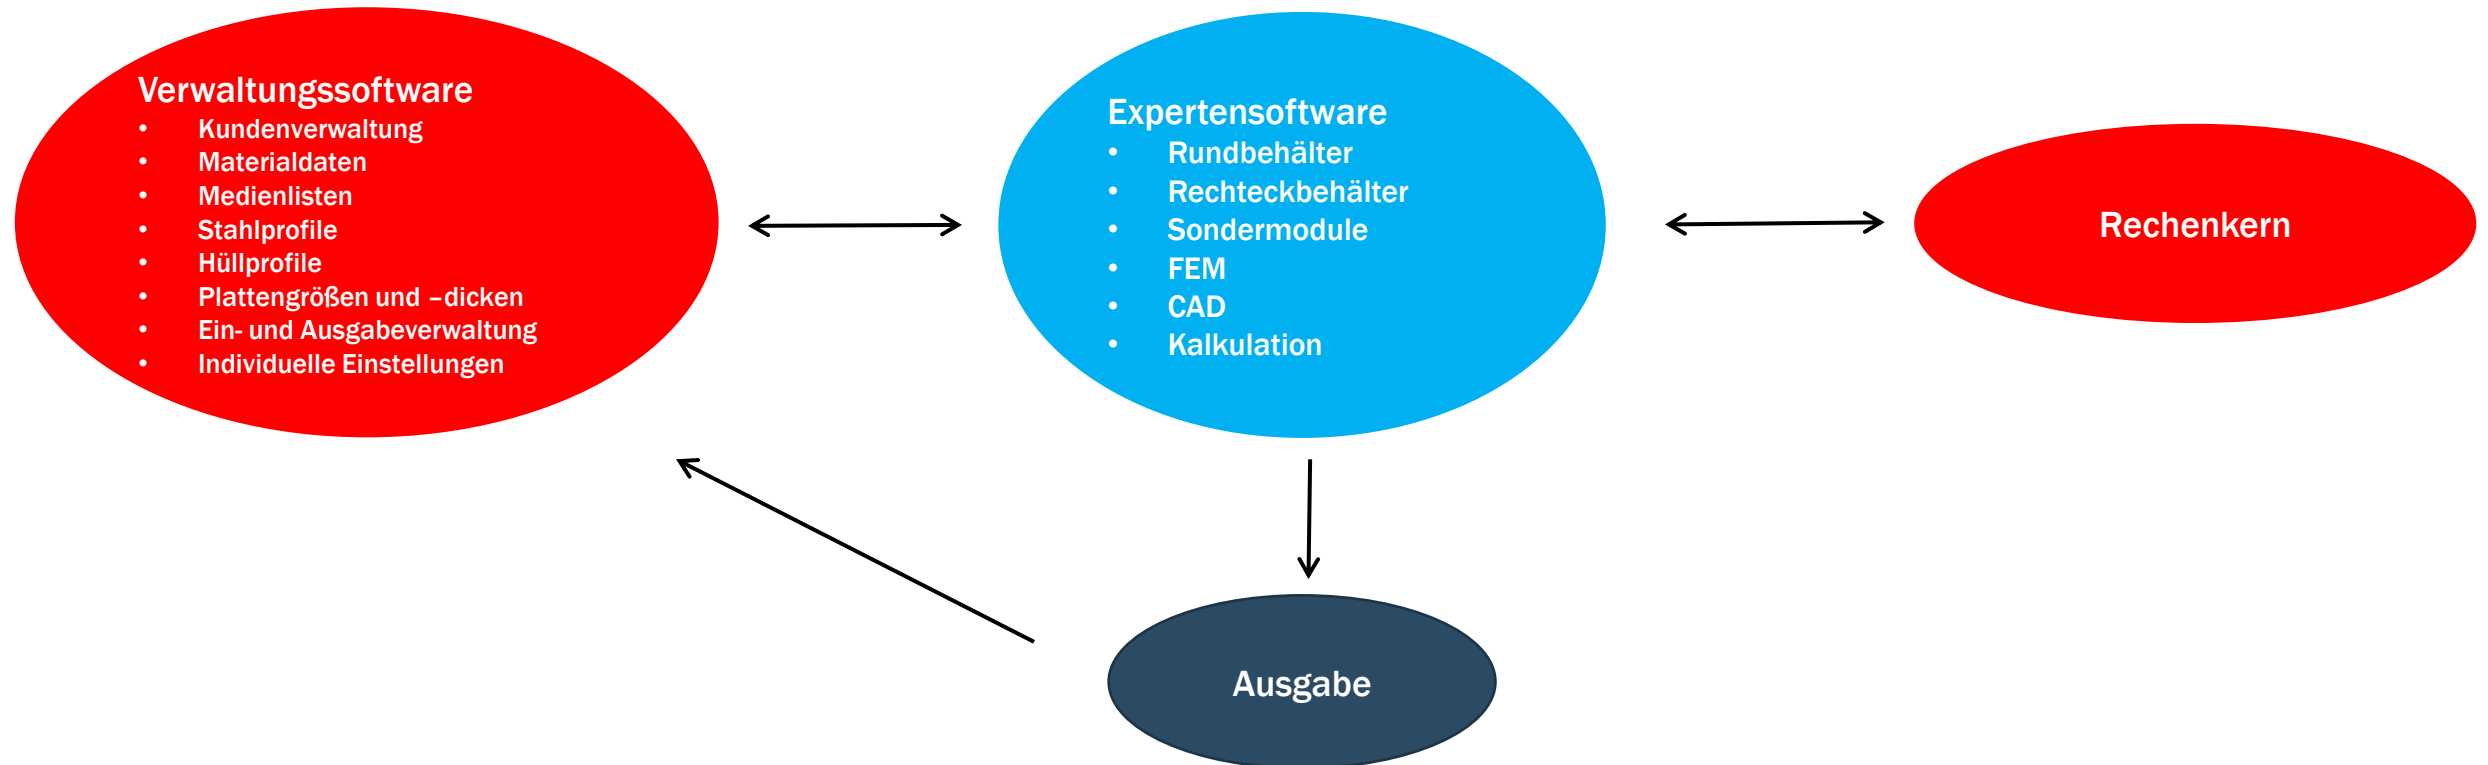 Verwaltungssoftware
• Kundenverwaltung
• Materialdaten
• Medienlisten
• Stahlprofile
• Hüllprofile
• Plattengrößen und –dicken
• Ein- und Ausgabeverwaltung
• Individuelle Einstellungen
Expertensoftware
• Rundbehälter
• Rechteckbehälter
• Sondermodule
• FEM
• CAD
• Kalkulation
Rechenkern
Ausgabe